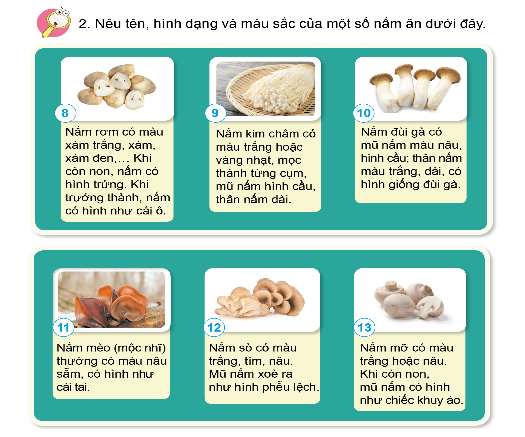 2. Nêu tên, hình dạng và màu sắc của một số nấm ăn dưới đây.
8
Nấm rơm có màu
xám trắng, xám,
xám đen,... Khi
còn non, nấm có
hình trứng. Khi
trưởng thành, nấm
có hình như cái ô.
9
Nấm kim châm có
màu trắng hoặc
vàng nhạt, mọc
thành từng cụm,
mũ nấm hình cầu,
thân nấm dài.
10
Nấm đùi gà có
mũ nấm màu nâu,
hình cầu; thân nấm
màu trắng, dài, có
hình giống đùi gà.
11
Nấm mèo (mộc nhĩ)
thường có màu nâu
sẫm, có hình như
cái tai.
12
Nấm sò có màu
trắng, tím, nâu.
Mũ nấm xoè ra
như hình phễu lệch.
13
Nấm mỡ có màu
trắng hoặc nâu.
Khi còn non,
mũ nấm có hình
như chiếc khuy áo.